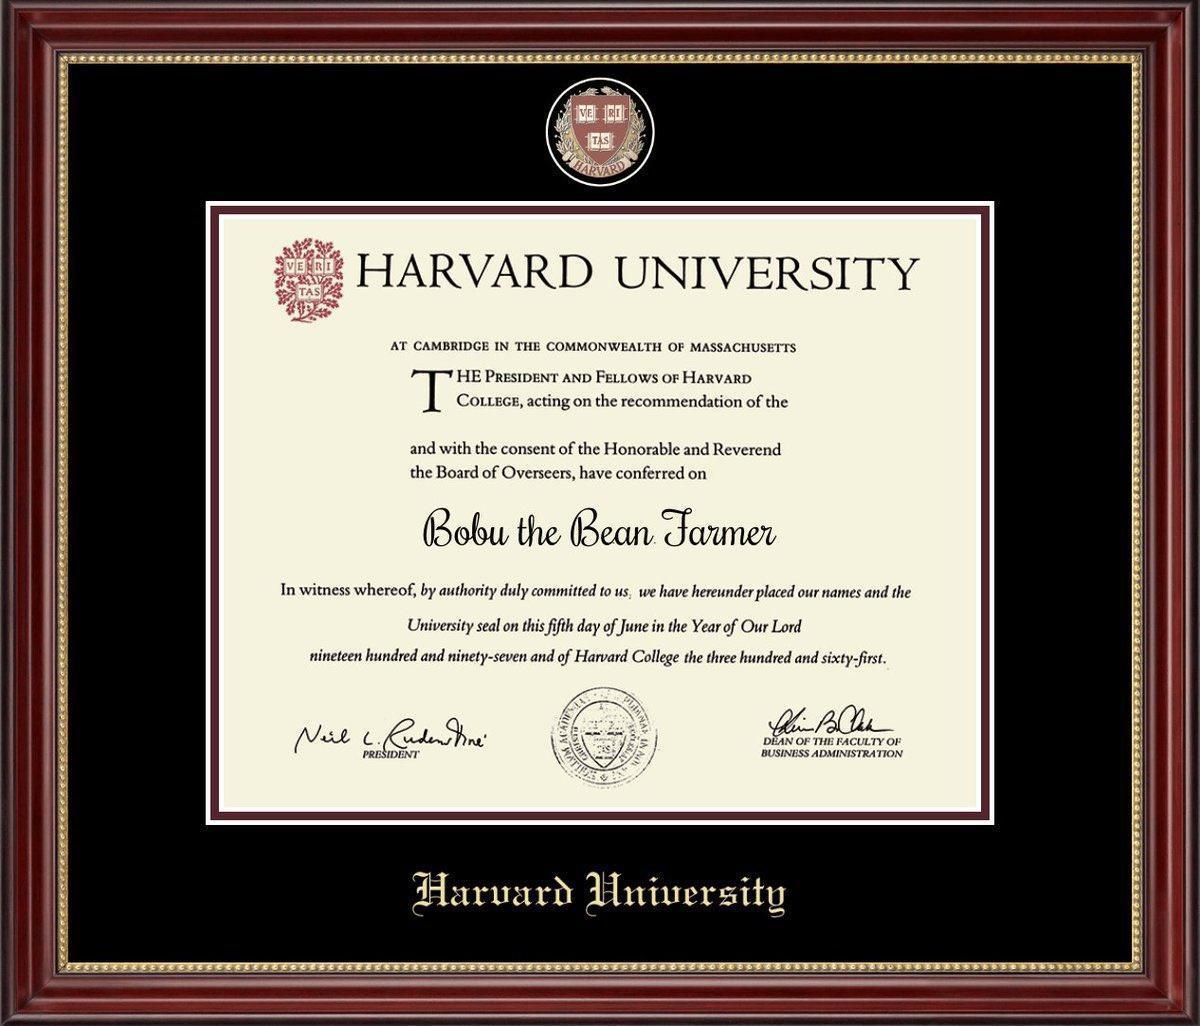 VE RI
TAS
HARVARD
VE RI
TAS
HARVARD UNIVERSITY
AT CAMBRIDGE IN THE COMMONWEALTH OF MASSACHUSETTS
THE PRESIDENT AND FELLOWS OF HARVARD
COLLEGE, acting on the recommendation of the
and with the consent of the Honorable and Reverend
the Board of Overseers, have conferred on
Bobu the Bean Farmer
In witness whereof, by authority duly committed to us, we have hereunder placed our names and the
University seal on this fifth day of June in the Year of Our Lord
nineteen hundred and ninety-seven and of Harvard College the three hundred and sixty-first.
Neil L. Rudenstine
PRESIDENT
DEAN OF THE FACULTY OF
BUSINESS ADMINISTRATION
Harvard University